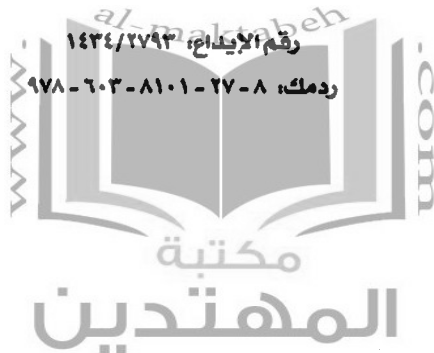 al-maktabeh
رقم الإيداع: ١٤٣٤/٢٧٩٣
ردمك: ٨ - ٢٧ - ٨١٠١ - ٦٠٣ - ٩٧٨
www.
.com
مكتبة
المهتدين